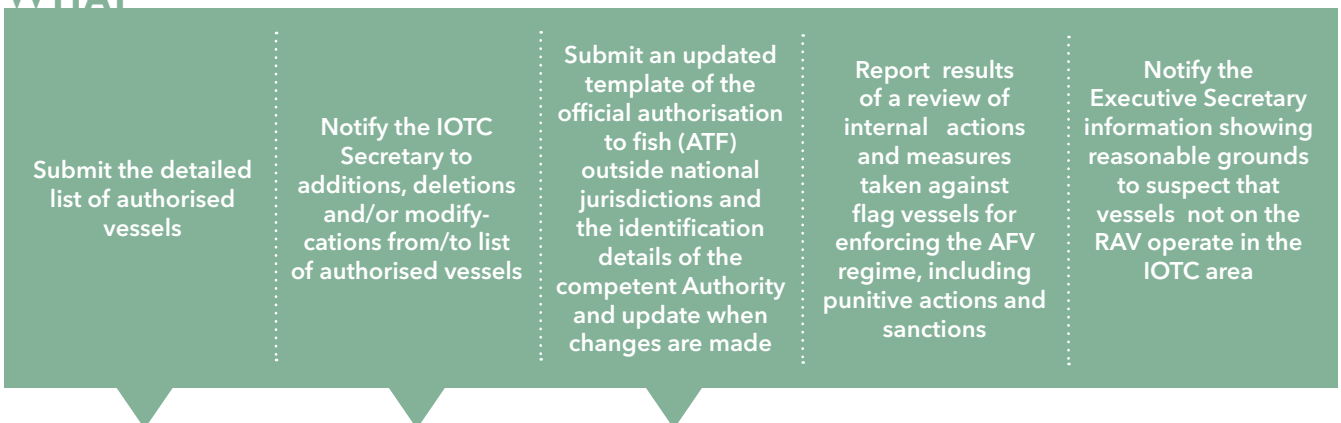 WHAT
Submit the detailed
list of authorised
vessels
Notify the IOTC
Secretary to
additions, deletions
and/or modify-
cations from/to list
of authorised vessels
Submit an updated
template of the
official authorisation
to fish (ATF)
outside national
jurisdictions and
the identification
details of the
competent Authority
and update when
changes are made
Report results
of a review of
internal actions
and measures
taken against
flag vessels for
enforcing the AFV
regime, including
punitive actions and
sanctions
Notify the
Executive Secretary
information showing
reasonable grounds
to suspect that
vessels not on the
RAV operate in the
IOTC area